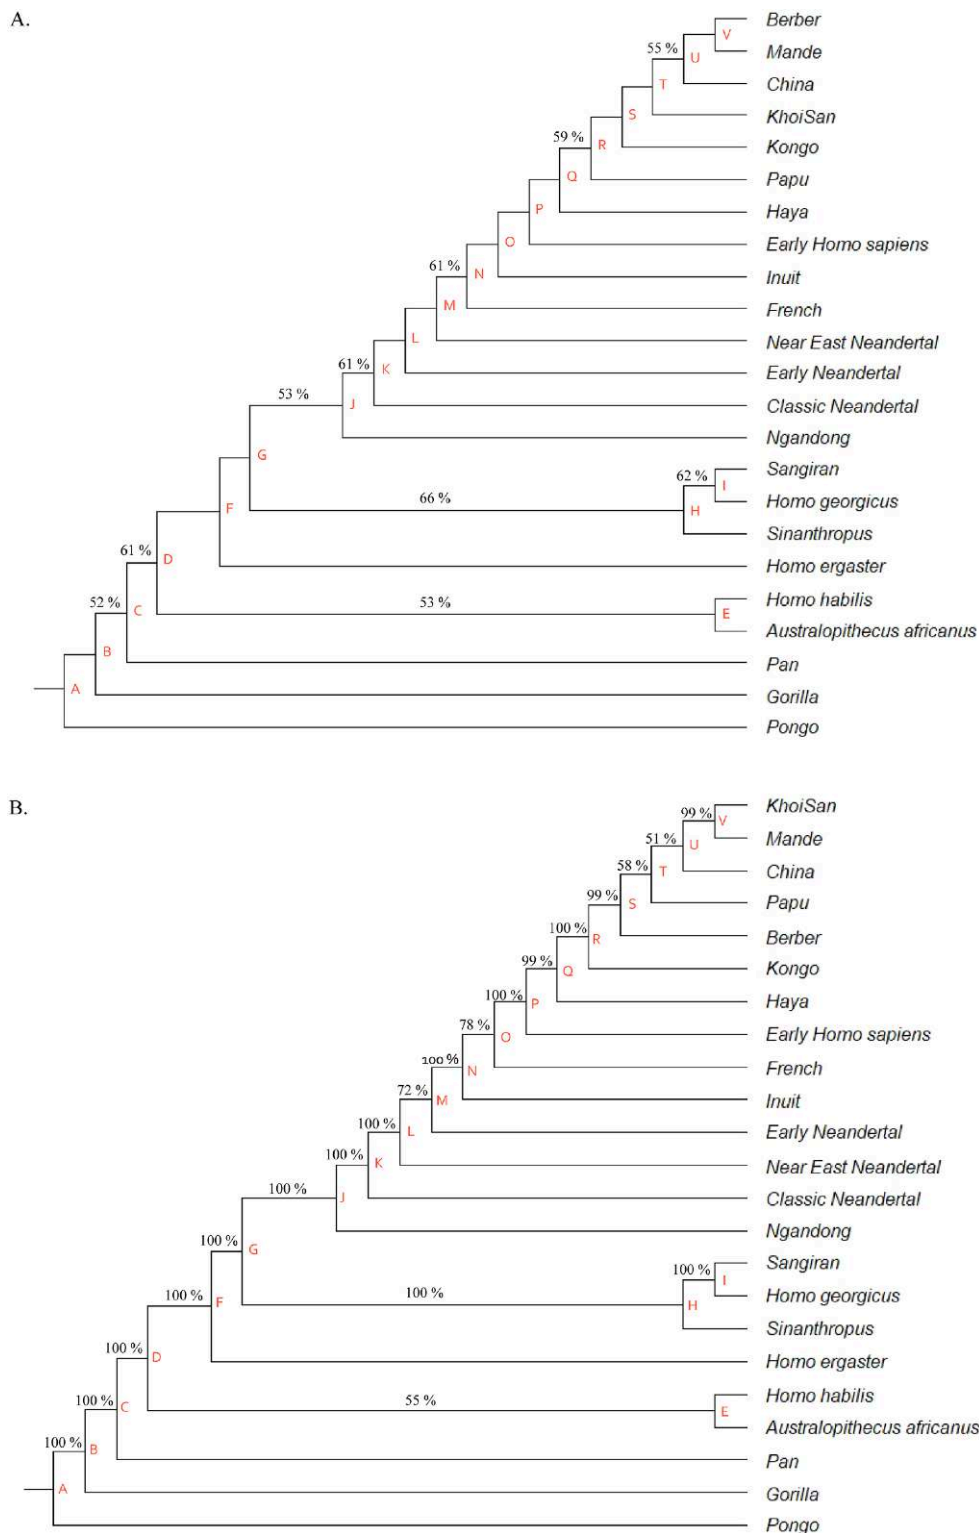 A.
Berber
V
Mande
55 %
U
China
T
KhoiSan
S
Kongo
59 %
R
Papu
Q
Haya
P
Early Homo sapiens
O
Inuit
61 %
N
French
M
Near East Neandertal
L
Early Neandertal
61 %
K
Classic Neandertal
53 %
J
Ngandong
G
Sangiran
62 %
I
66 %
Homo georgicus
F
H
Sinanthropus
61 %
D
Homo ergaster
53 %
Homo habilis
52 %
C
E
Australopithecus africanus
B
Pan
A
Gorilla
Pongo
B.
KhoiSan
99 %
V
Mande
51 %
U
China
58 %
T
Papu
99 %
S
Berber
100 %
R
Kongo
99 %
Q
Haya
100 %
P
Early Homo sapiens
78 %
O
French
100 %
N
Inuit
72 %
M
Early Neandertal
100 %
L
Near East Neandertal
100 %
K
Classic Neandertal
100 %
J
Ngandong
100 %
G
Sangiran
100 %
I
100 %
Homo georgicus
100 %
F
H
Sinanthropus
100 %
D
Homo ergaster
55 %
Homo habilis
100 %
C
E
Australopithecus africanus
100 %
B
Pan
A
Gorilla
Pongo